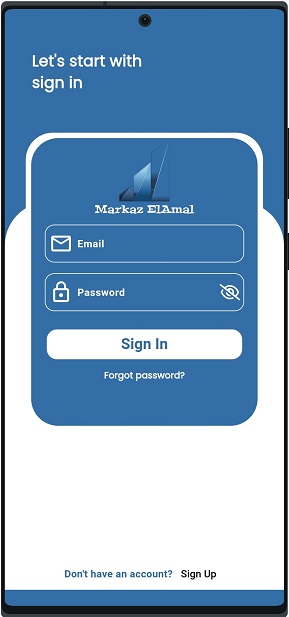 Let's start with
sign in
Markaz ElAmal
Email
Password
Sign In
Forgot password?
Don't have an account? Sign Up